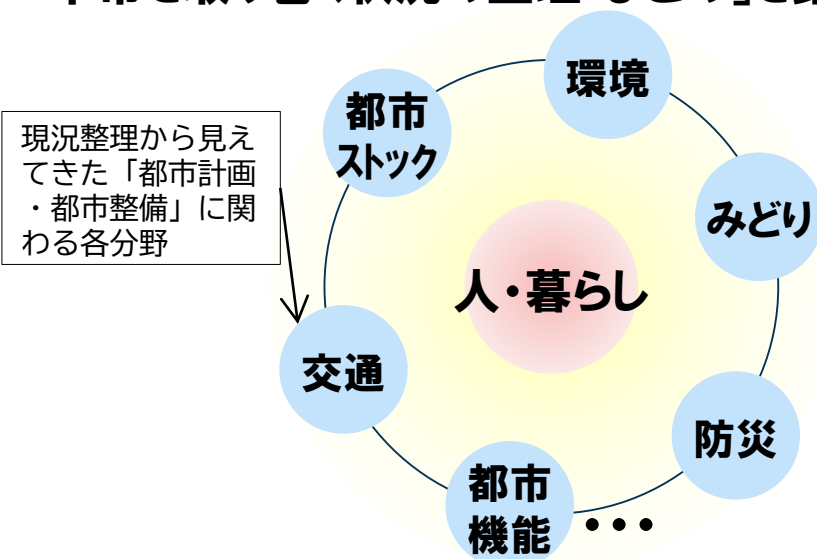 環境
都市
ストック
現況整理から見え
てきた「都市計画
・都市整備」に関
わる各分野
みどり
人・暮らし
交通
防災
都市
機能
・・・